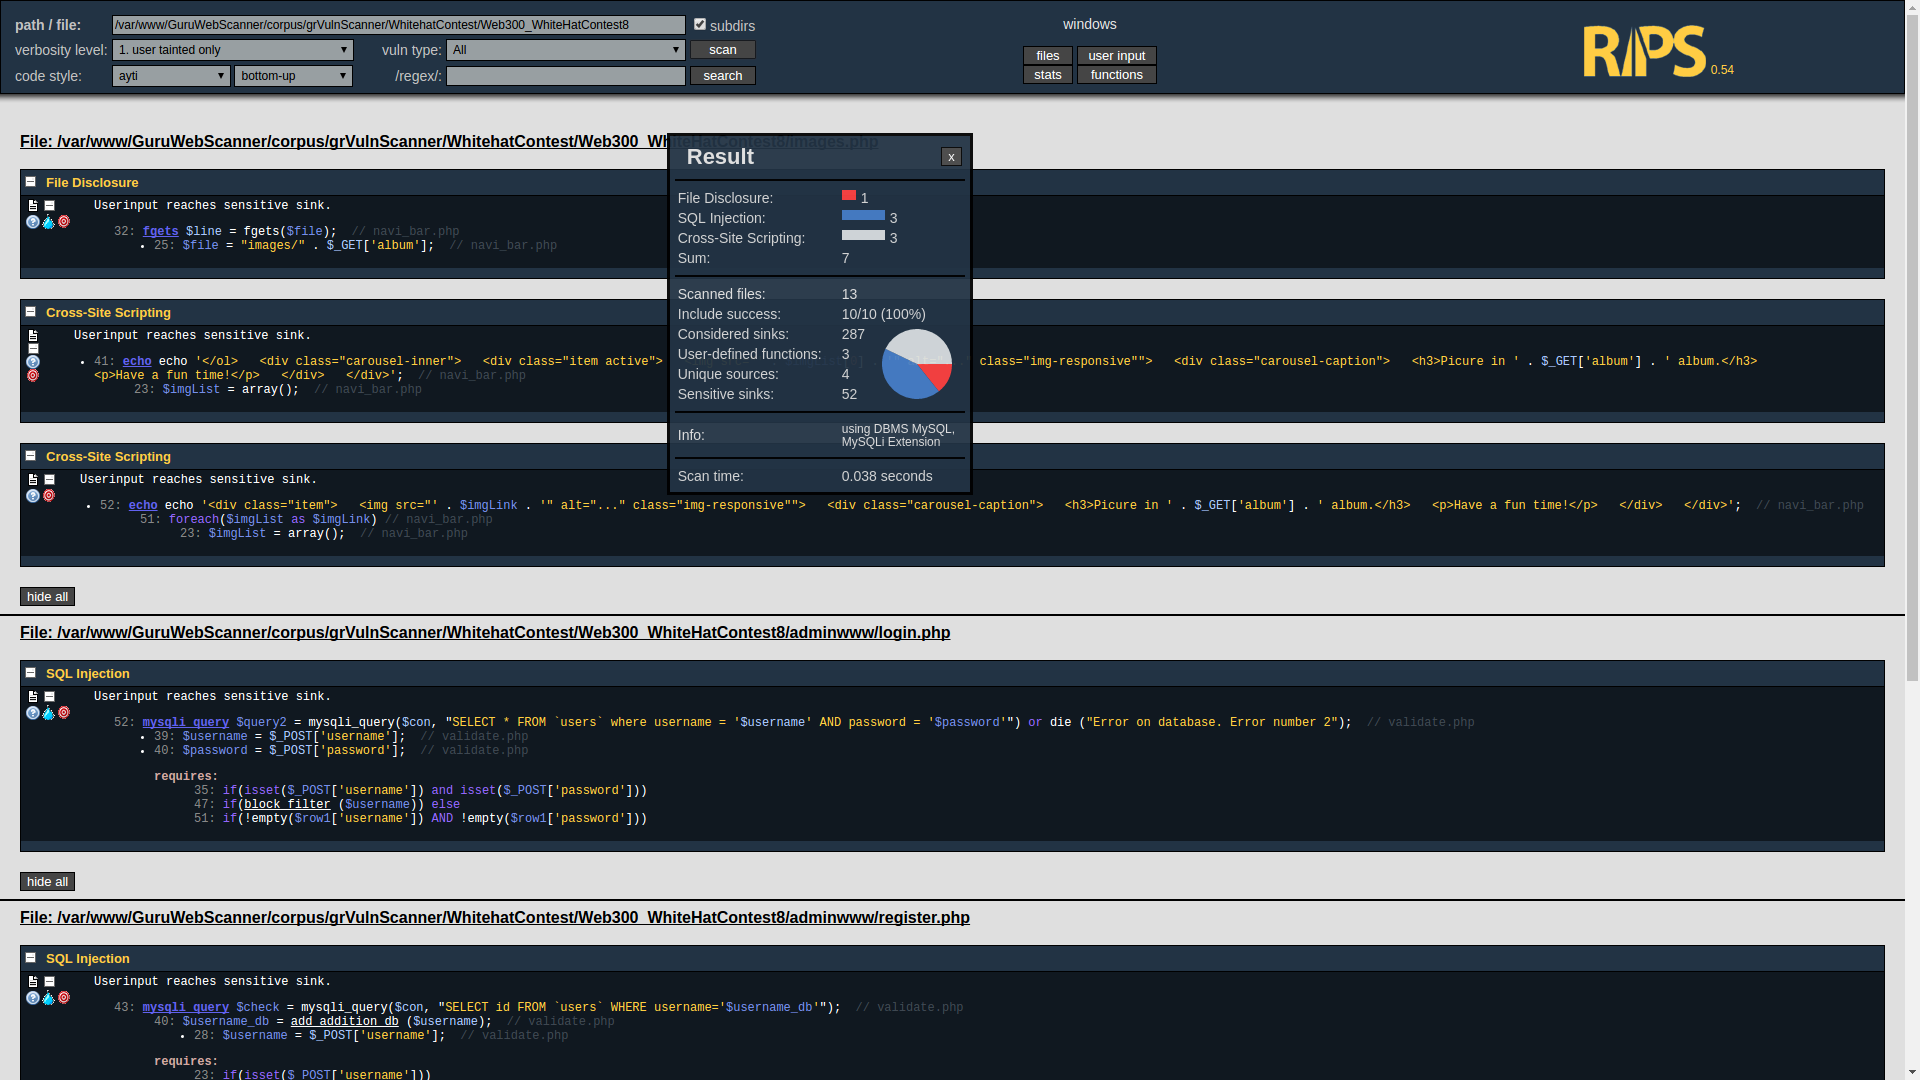 path / file: /var/www/GuruWebScanner/corpus/grVulnScanner/WhitehatContest/Web300_WhiteHatContest8 subdirs
verbosity level: 1. user tainted only vuln type: All scan
code style: ayti bottom-up /regex/: search
windows
files user input
stats functions
RIPS 0.54
File: /var/www/GuruWebScanner/corpus/grVulnScanner/WhitehatContest/Web300_WhiteHatContest8/images.php
File Disclosure
Userinput reaches sensitive sink.
32: fgets $line = fgets($file); // navi_bar.php
25: $file = "images/" . $_GET['album']; // navi_bar.php
Cross-Site Scripting
Userinput reaches sensitive sink.
41: echo echo '</ol> <div class="carousel-inner"> <div class="item active"> class="img-responsive""> <div class="carousel-caption"> <h3>Picure in ' . $_GET['album'] . ' album.</h3>
<p>Have a fun time!</p> </div> </div>'; // navi_bar.php
23: $imgList = array(); // navi_bar.php
Cross-Site Scripting
Userinput reaches sensitive sink.
52: echo echo '<div class="item"> <img src="' . $imgLink . '" alt="..." class="img-responsive""> <div class="carousel-caption"> <h3>Picure in ' . $_GET['album'] . ' album.</h3> <p>Have a fun time!</p> </div> </div>'; // navi_bar.php
51: foreach($imgList as $imgLink) // navi_bar.php
23: $imgList = array(); // navi_bar.php
hide all
Result x
File Disclosure: 1
SQL Injection: 3
Cross-Site Scripting: 3
Sum: 7
Scanned files: 13
Include success: 10/10 (100%)
Considered sinks: 287
User-defined functions: 3
Unique sources: 4
Sensitive sinks: 52
Info: using DBMS MySQL,
MySQLi Extension
Scan time: 0.038 seconds
File: /var/www/GuruWebScanner/corpus/grVulnScanner/WhitehatContest/Web300_WhiteHatContest8/adminwww/login.php
SQL Injection
Userinput reaches sensitive sink.
52: mysqli_query $query2 = mysqli_query($con, "SELECT * FROM `users` where username = '$username' AND password = '$password'") or die ("Error on database. Error number 2"); // validate.php
39: $username = $_POST['username']; // validate.php
40: $password = $_POST['password']; // validate.php
requires:
35: if(isset($_POST['username']) and isset($_POST['password']))
47: if(block_filter ($username)) else
51: if(!empty($row1['username']) AND !empty($row1['password']))
hide all
File: /var/www/GuruWebScanner/corpus/grVulnScanner/WhitehatContest/Web300_WhiteHatContest8/adminwww/register.php
SQL Injection
Userinput reaches sensitive sink.
43: mysqli_query $check = mysqli_query($con, "SELECT id FROM `users` WHERE username='$username_db'"); // validate.php
40: $username_db = add_addition_db ($username); // validate.php
28: $username = $_POST['username']; // validate.php
requires:
23: if(isset($_POST['username']))